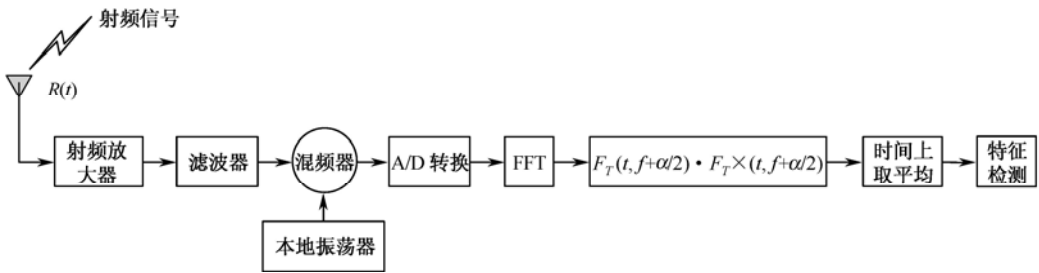 射频信号
R(t)
射频放
大器
滤波器
混频器
A/D 转换
FFT
F_T(t, f+α/2)·F_T×(t, f+α/2)
时间上
取平均
特征
检测
本地振荡器